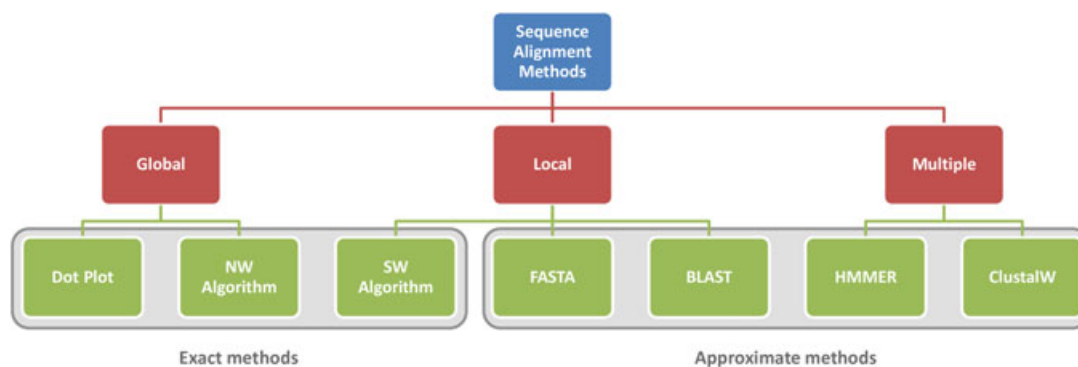 Sequence
Alignment
Methods
Global
Local
Multiple
Dot Plot
NW
Algorithm
SW
Algorithm
FASTA
BLAST
HMMER
ClustalW
Exact methods
Approximate methods